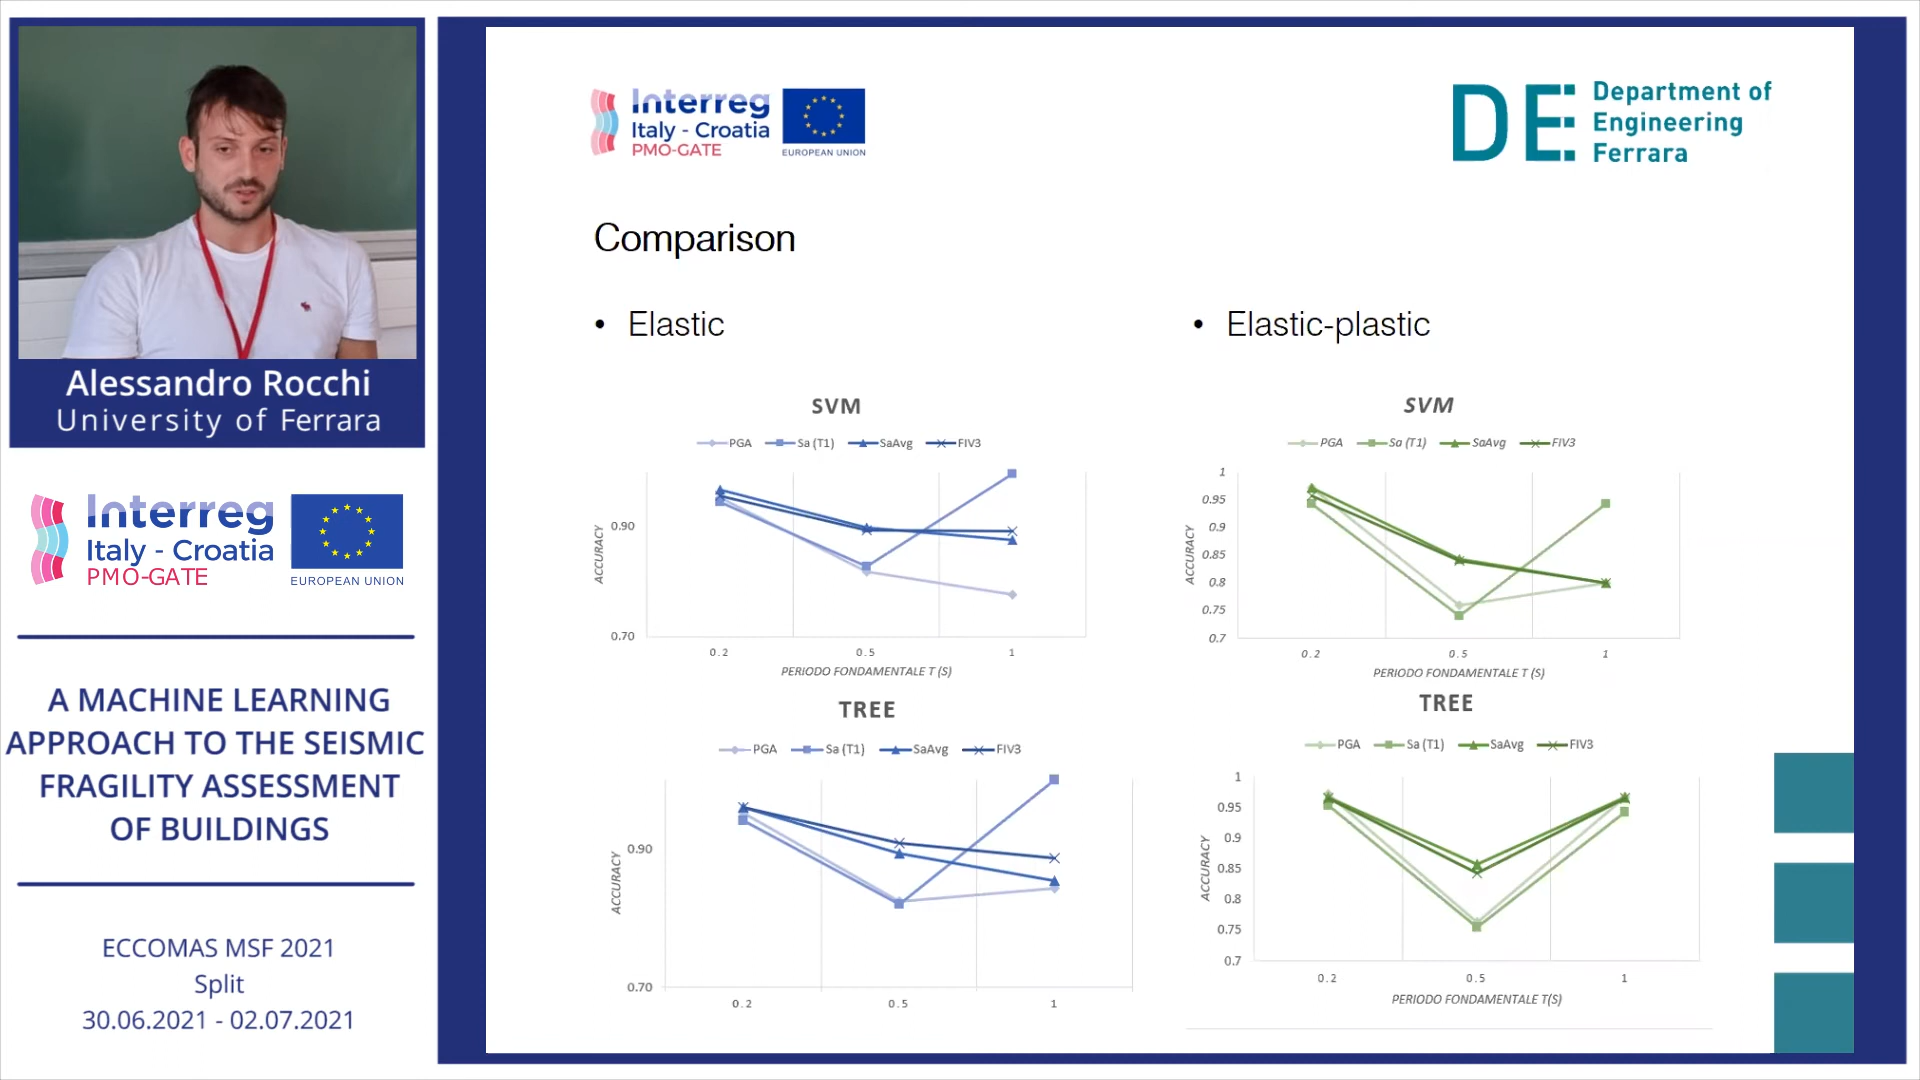 Alessandro Rocchi
University of Ferrara
Interreg
Italy - Croatia
PMO-GATE
EUROPEAN UNION
A MACHINE LEARNING
APPROACH TO THE SEISMIC
FRAGILITY ASSESSMENT
OF BUILDINGS
ECCOMAS MSF 2021
Split
30.06.2021 - 02.07.2021
Interreg
Italy - Croatia
PMO-GATE
EUROPEAN UNION
DE
Department of
Engineering
Ferrara
Comparison
• Elastic
SVM
PGA Sa (T1) SaAvg FIV3
ACCURACY
0.90
0.70
0.2 0.5 1
PERIODO FONDAMENTALE T (S)
TREE
PGA Sa (T1) SaAvg FIV3
ACCURACY
0.90
0.70
0.2 0.5 1
• Elastic-plastic
SVM
PGA Sa (T1) SaAvg FIV3
ACCURACY
1
0.95
0.9
0.85
0.8
0.75
0.7
0.2 0.5 1
PERIODO FONDAMENTALE T (S)
TREE
PGA Sa (T1) SaAvg FIV3
ACCURACY
1
0.95
0.9
0.85
0.8
0.75
0.7
0.2 0.5 1
PERIODO FONDAMENTALE T(S)